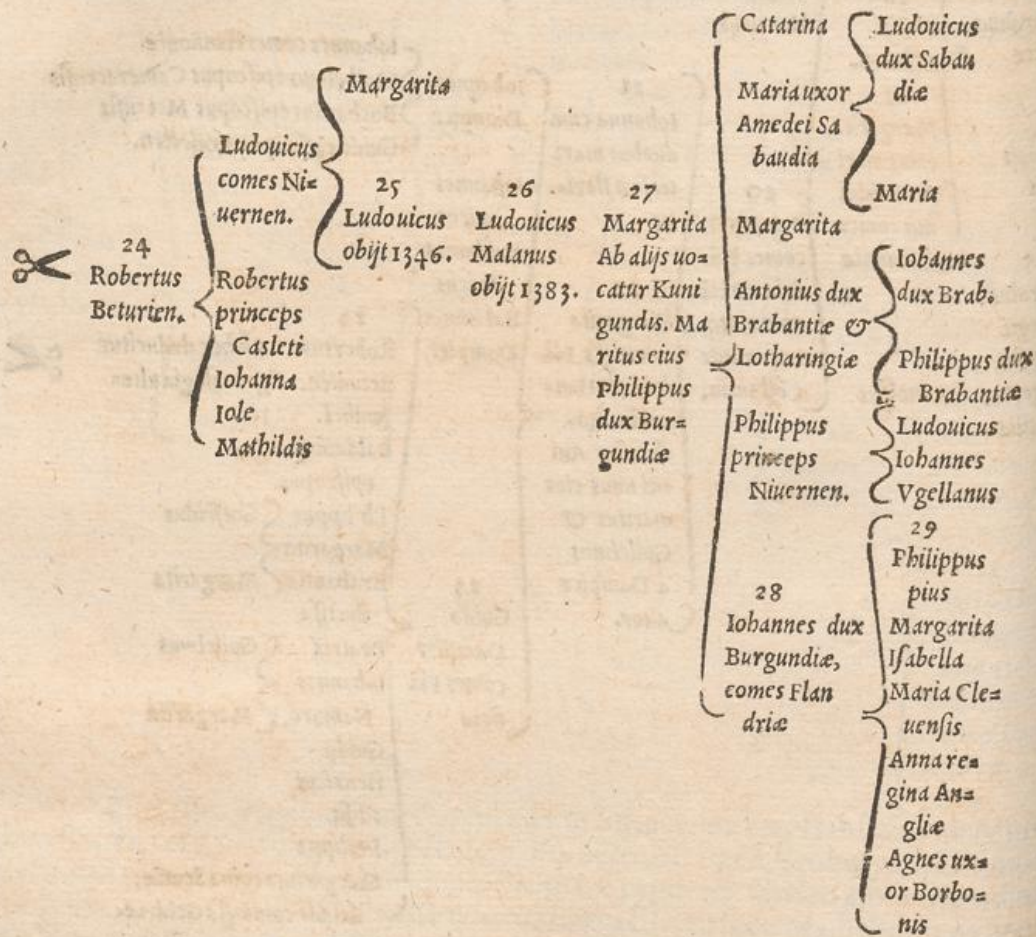 24
Robertus
Beturien.
Ludouicus
comes Ni=
uernen.
Robertus
princeps
Casleti
Iohanna
Iole
Mathildis
Margarita
25
Ludouicus
obijt 1346.
26
Ludouicus
Malanus
obijt 1383.
27
Margarita
Ab alijs uo=
catur Kuni
gundis. Ma
ritus eius
Philippus
dux Bur=
gundiæ
Catarina
Maria uxor
Amedei Sa
baudia
Margarita
Antonius dux
Brabantiæ &
Lotharingiæ
Philippus
princeps
Niuernen.
28
Iohannes dux
Burgundiæ,
comes Flan
driæ
Ludouicus
dux Sabau
diæ
Maria
Iohannes
dux Brab.
Philippus dux
Brabantiæ
Ludouicus
Iohannes
Vgellanus
29
Philippus
pius
Margarita
Isabella
Maria Cle=
uensis
Anna re=
gina An=
gliæ
Agnes ux=
or Borbo=
nis